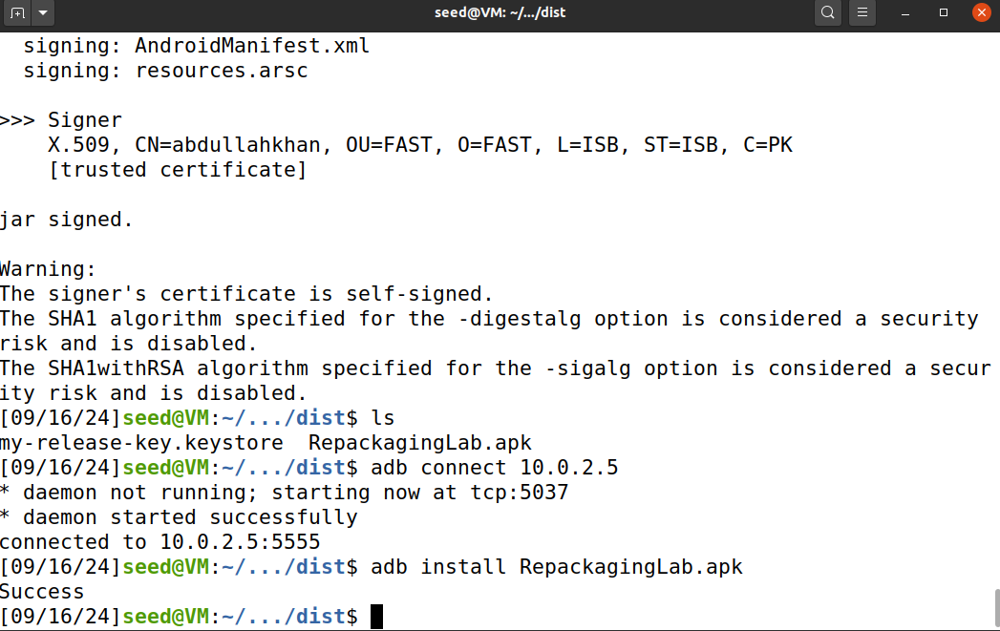 seed@VM: ~/.../dist
signing: AndroidManifest.xml
signing: resources.arsc
>>> Signer
X.509, CN=abdullahkhan, OU=FAST, O=FAST, L=ISB, ST=ISB, C=PK
[trusted certificate]
jar signed.
Warning:
The signer's certificate is self-signed.
The SHA1 algorithm specified for the -digestalg option is considered a security
risk and is disabled.
The SHA1withRSA algorithm specified for the -sigalg option is considered a secur
ity risk and is disabled.
[09/16/24]seed@VM:~/.../dist$ ls
my-release-key.keystore  RepackagingLab.apk
[09/16/24]seed@VM:~/.../dist$ adb connect 10.0.2.5
* daemon not running; starting now at tcp:5037
* daemon started successfully
connected to 10.0.2.5:5555
[09/16/24]seed@VM:~/.../dist$ adb install RepackagingLab.apk
Success
[09/16/24]seed@VM:~/.../dist$